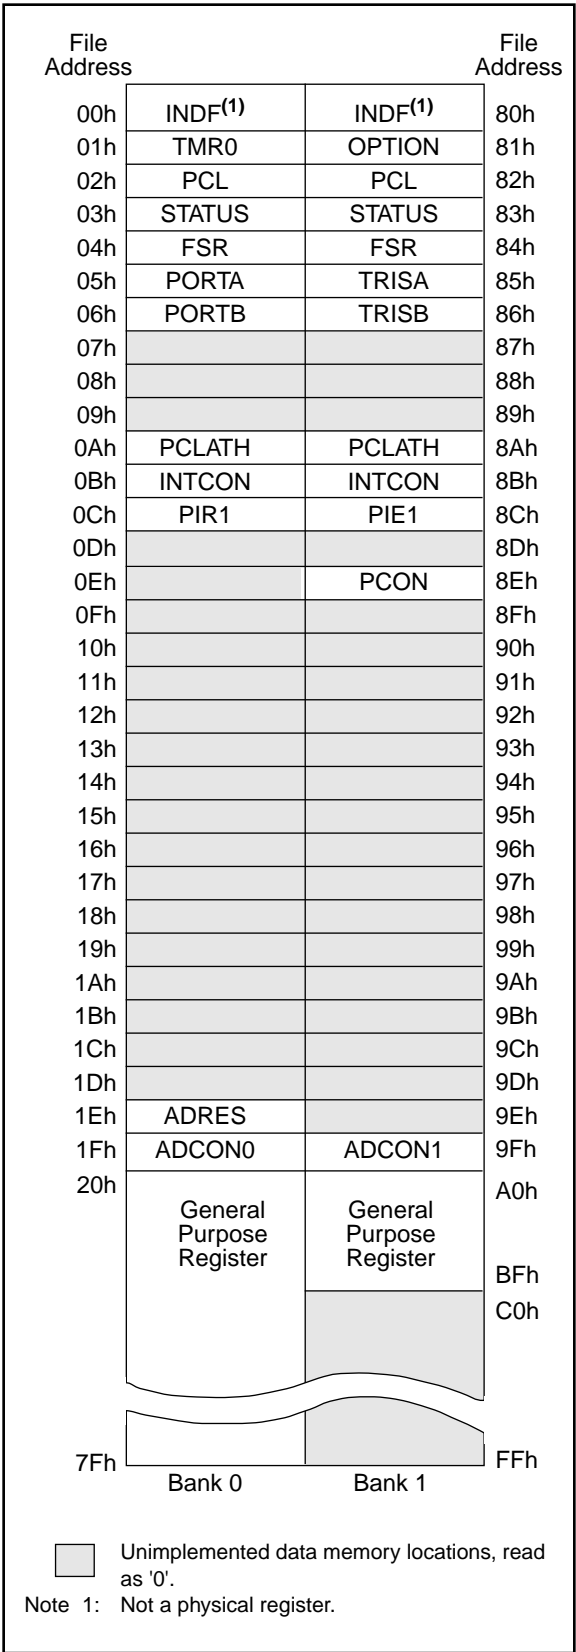 File Address File Address
00h INDF(1) INDF(1) 80h
01h TMR0 OPTION 81h
02h PCL PCL 82h
03h STATUS STATUS 83h
04h FSR FSR 84h
05h PORTA TRISA 85h
06h PORTB TRISB 86h
07h 87h
08h 88h
09h 89h
0Ah PCLATH PCLATH 8Ah
0Bh INTCON INTCON 8Bh
0Ch PIR1 PIE1 8Ch
0Dh 8Dh
0Eh PCON 8Eh
0Fh 8Fh
10h 90h
11h 91h
12h 92h
13h 93h
14h 94h
15h 95h
16h 96h
17h 97h
18h 98h
19h 99h
1Ah 9Ah
1Bh 9Bh
1Ch 9Ch
1Dh 9Dh
1Eh ADRES 9Eh
1Fh ADCON0 ADCON1 9Fh
20h A0h
General General
Purpose Purpose
Register Register
BFh
C0h
7Fh FFh
Bank 0 Bank 1
Unimplemented data memory locations, read
as '0'.
Note 1: Not a physical register.